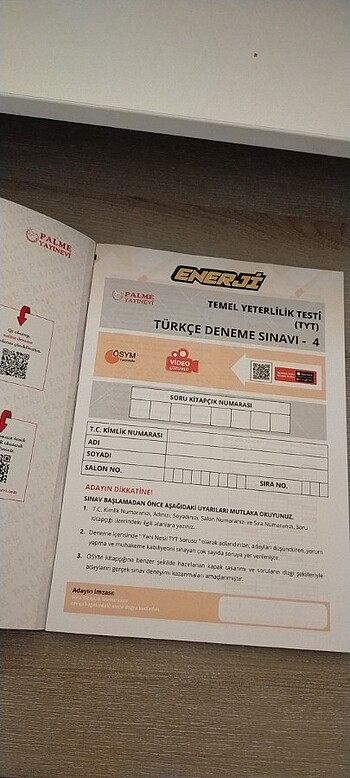 PALME
YAYINEVİ
ENERJİ
PALME
YAYINEVİ
TEMEL YETERLİLİK TESTİ
(TYT)
TÜRKÇE DENEME SINAVI - 4
ÖSYM
VIDEO
ÇÖZÜMLÜ
SORU KİTAPÇIK NUMARASI
T.C. KİMLİK NUMARASI
ADI
SOYADI
SALON NO.
SIRA NO.
ADAYIN DİKKATİNE!
SINAV BAŞLAMADAN ÖNCE AŞAĞIDAKİ UYARILARI MUTLAKA OKUYUNUZ.
1. T.C. Kimlik Numaranızı, Adınızı, Soyadınızı, Salon Numaranızı ve Sıra Numaranızı, Soru
Kitapçığı üzerindeki ilgili alanlara yazınız.
2. Deneme içerisinde "Yeni Nesil TYT Sorusu" olarak adlandırılan, adayları düşündüren, yorum
yapma ve muhakeme kabiliyetini sınayan çok sayıda soruya yer verilmiştir.
3. ÖSYM kitapçığına benzer şekilde hazırlanan kapak tasarımı ve soruların dizgi şekilleriyle
adayların gerçek sınav deneyimi kazanmaları amaçlanmıştır.
Adayın İmzası: